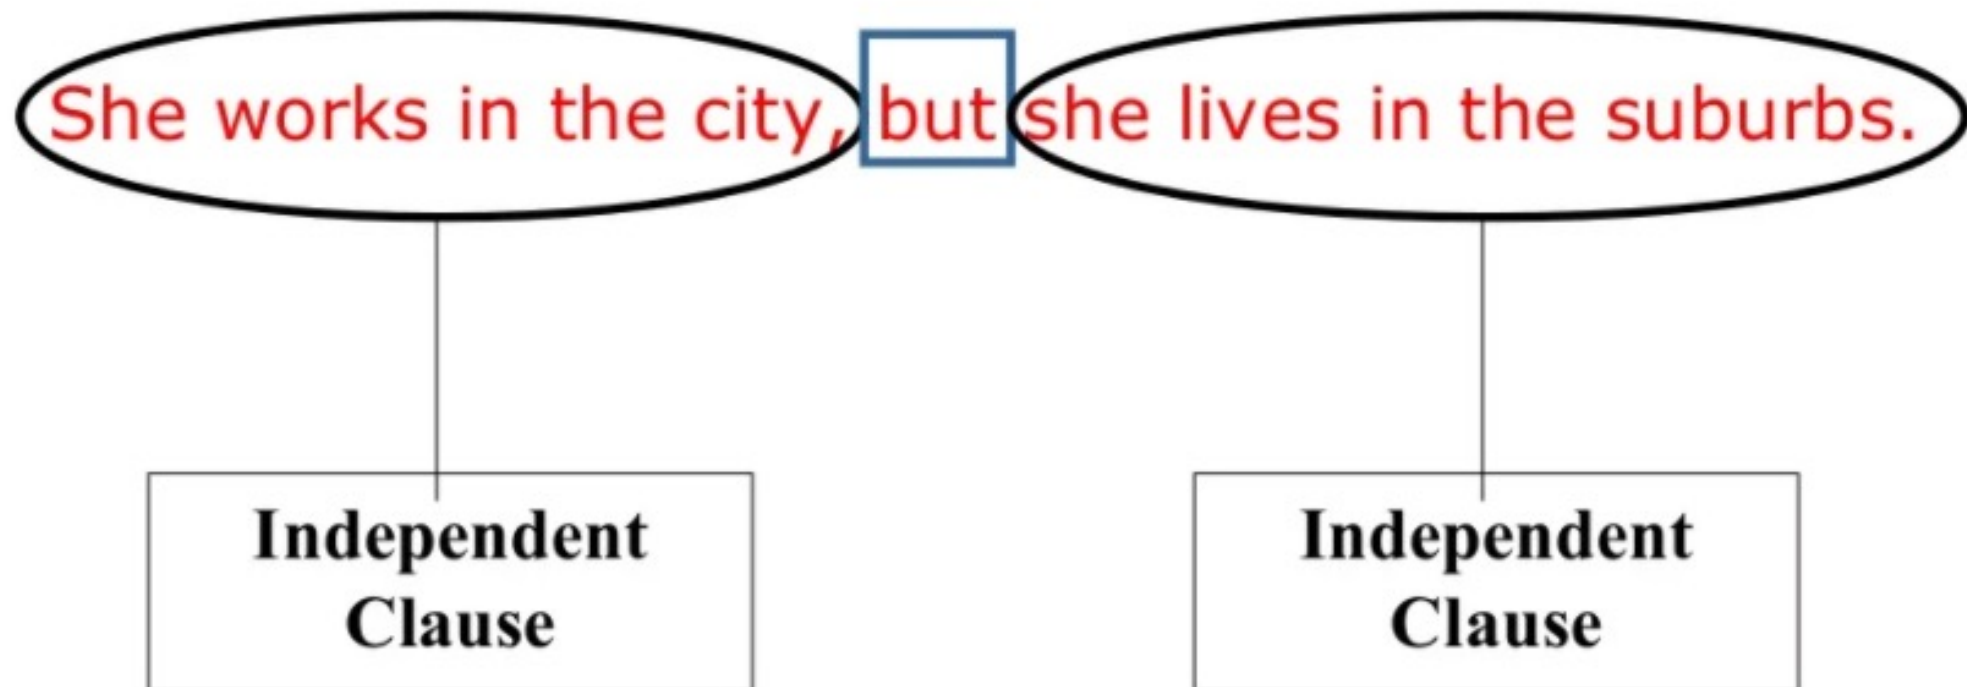 She works in the city, but she lives in the suburbs.
Independent
Clause
Independent
Clause